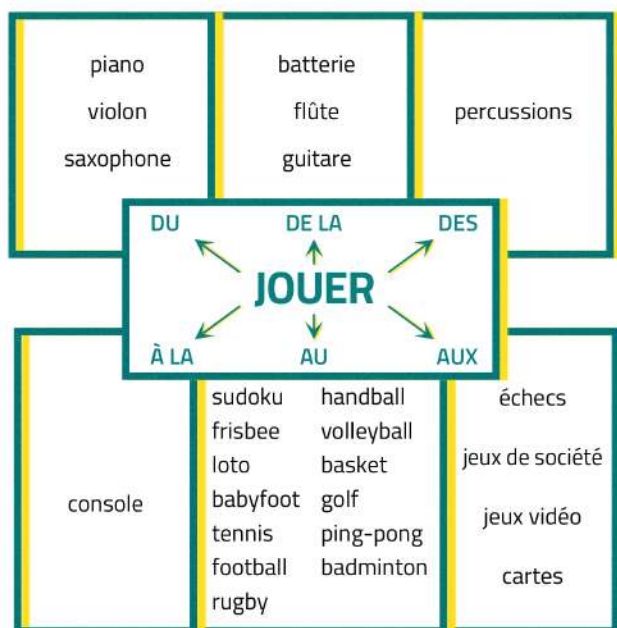 piano
violon
saxophone
batterie
flûte
guitare
percussions
DU DE LA DES
JOUER
À LA AU AUX
console
sudoku handball
frisbee volleyball
loto basket
babyfoot golf
tennis ping-pong
football badminton
rugby
échecs
jeux de société
jeux vidéo
cartes